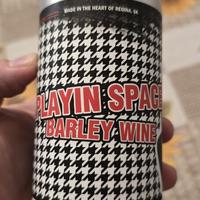 MADE IN THE HEART OF REGINA, SK
PLAYIN SPACE
BARLEY WINE